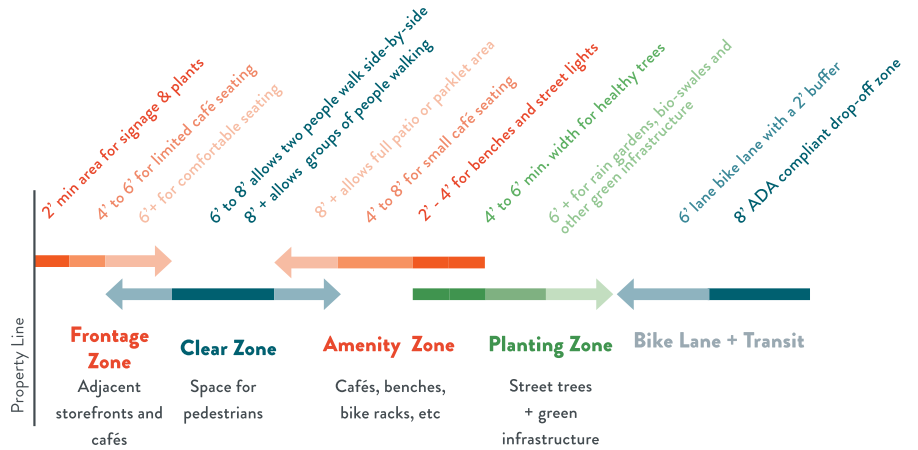 2’ min area for signage & plants
4’ to 6’ for limited café seating
6’+ for comfortable seating
6’ to 8’ allows two people walk side-by-side
8’ + allows  groups of people walking
8’ + allows full patio or parklet area
4’ to 8’ for small café seating
2’ - 4’ for benches and street lights
4’ to 6’ min. width for healthy trees
6’ + for rain gardens, bio-swales and
other green infrastructure
6’ lane bike lane with a 2’ buffer
8’ ADA compliant drop-off zone
Property Line
Frontage
Zone
Adjacent
storefronts and
cafés
Clear Zone
Space for
pedestrians
Amenity  Zone
Cafés, benches,
bike racks, etc
Planting Zone
Street trees
+ green
infrastructure
Bike Lane + Transit